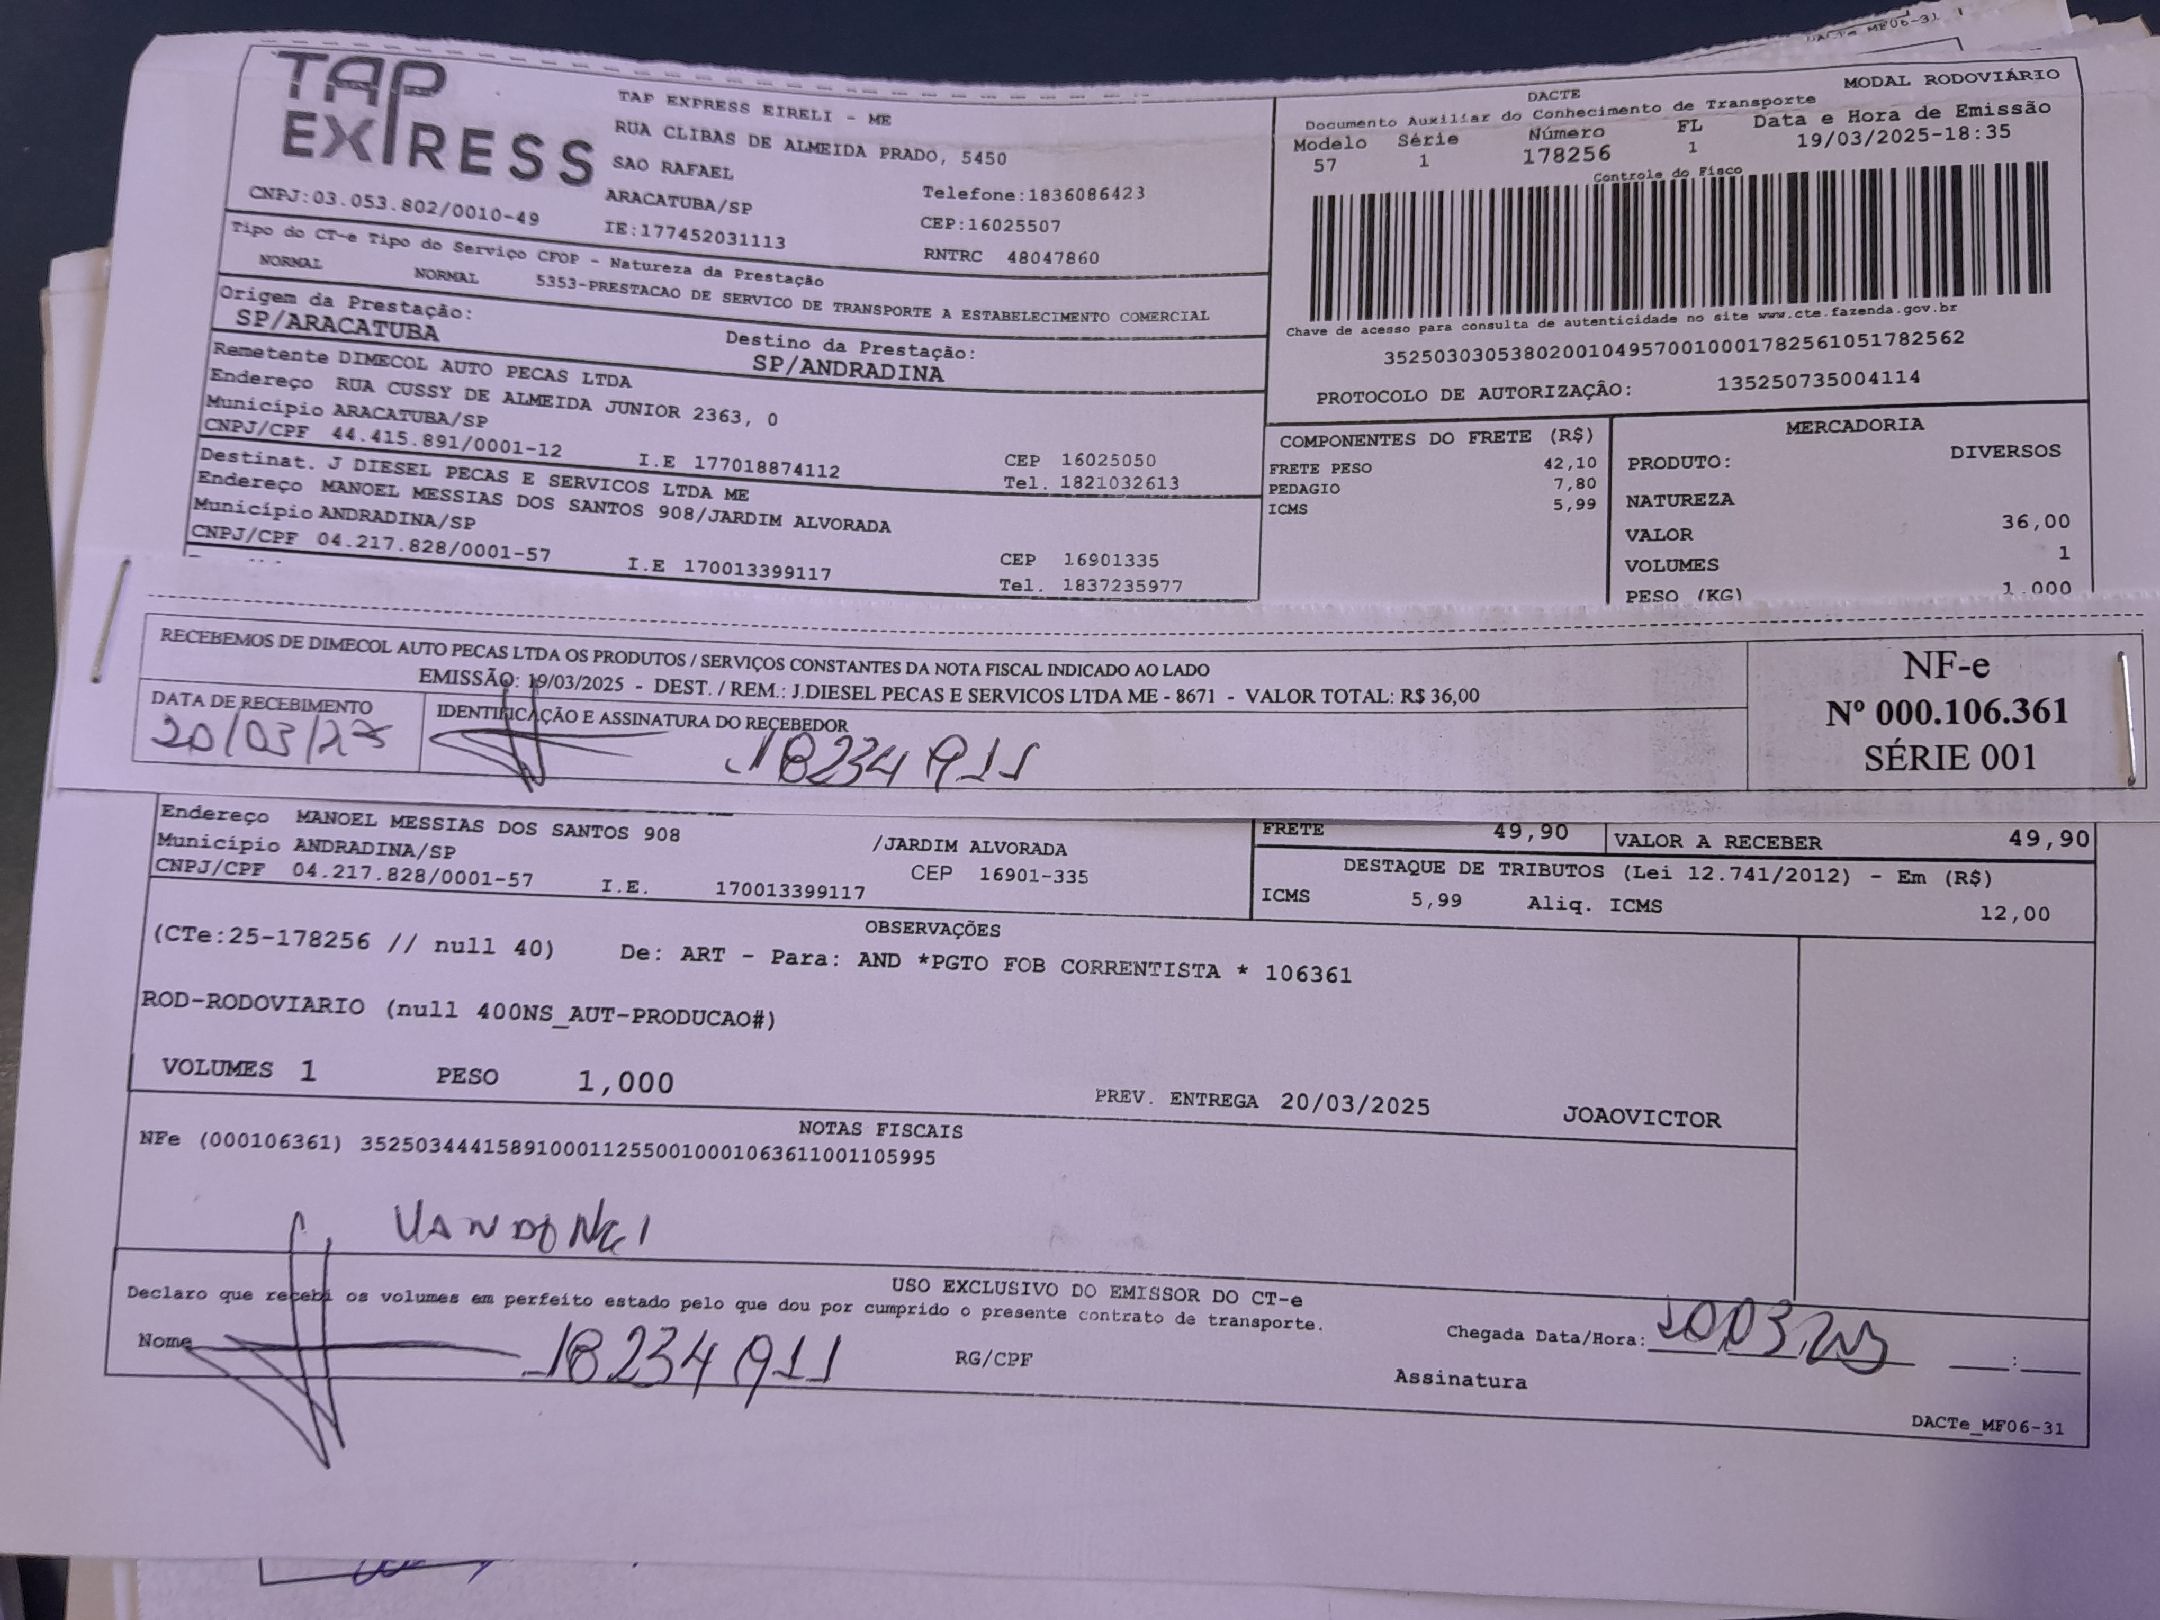 DACTe MF06-31
TAP
EXPRESS
TAP EXPRESS EIRELI - ME
RUA CLIBAS DE ALMEIDA PRADO, 5450
SAO RAFAEL
ARACATUBA/SP
Telefone:1836086423
CEP:16025507
CNPJ:03.053.802/0010-49
IE:177452031113
RNTRC 48047860
DACTE
MODAL RODOVIÁRIO
Documento Auxiliar do Conhecimento de Transporte
Modelo Série Número FL Data e Hora de Emissão
57 1 178256 1 19/03/2025-18:35
Controle do Fisco
Chave de acesso para consulta de autenticidade no site www.cte.fazenda.gov.br
35250303053802001049570010001782561051782562
PROTOCOLO DE AUTORIZAÇÃO: 135250735004114
Tipo do CT-e Tipo do Serviço CFOP - Natureza da Prestação
NORMAL NORMAL 5353-PRESTACAO DE SERVICO DE TRANSPORTE A ESTABELECIMENTO COMERCIAL
Origem da Prestação:
SP/ARACATUBA
Destino da Prestação:
SP/ANDRADINA
Remetente DIMECOL AUTO PECAS LTDA
Endereço RUA CUSSY DE ALMEIDA JUNIOR 2363, 0
Município ARACATUBA/SP
CEP 16025050
CNPJ/CPF 44.415.891/0001-12 I.E 177018874112
Tel. 1821032613
Destinat. J DIESEL PECAS E SERVICOS LTDA ME
Endereço MANOEL MESSIAS DOS SANTOS 908/JARDIM ALVORADA
Município ANDRADINA/SP
CEP 16901335
CNPJ/CPF 04.217.828/0001-57 I.E 170013399117
Tel. 1837235977
COMPONENTES DO FRETE (R$)
FRETE PESO 42,10
PEDAGIO 7,80
ICMS 5,99
MERCADORIA
PRODUTO: DIVERSOS
NATUREZA
VALOR 36,00
VOLUMES 1
PESO (KG) 1.000
RECEBEMOS DE DIMECOL AUTO PECAS LTDA OS PRODUTOS / SERVIÇOS CONSTANTES DA NOTA FISCAL INDICADO AO LADO
EMISSÃO: 19/03/2025 - DEST. / REM.: J.DIESEL PECAS E SERVICOS LTDA ME - 8671 - VALOR TOTAL: R$ 36,00
DATA DE RECEBIMENTO
20/03/25
IDENTIFICAÇÃO E ASSINATURA DO RECEBEDOR
18234911
NF-e
Nº 000.106.361
SÉRIE 001
Endereço MANOEL MESSIAS DOS SANTOS 908 /JARDIM ALVORADA
Município ANDRADINA/SP
CEP 16901-335
CNPJ/CPF 04.217.828/0001-57 I.E. 170013399117
FRETE 49,90
VALOR A RECEBER 49,90
DESTAQUE DE TRIBUTOS (Lei 12.741/2012) - Em (R$)
ICMS 5,99 Aliq. ICMS 12,00
OBSERVAÇÕES
(CTe:25-178256 // null 40) De: ART - Para: AND *PGTO FOB CORRENTISTA * 106361
ROD-RODOVIARIO (null 400NS_AUT-PRODUCAO#)
VOLUMES 1 PESO 1,000
PREV. ENTREGA 20/03/2025 JOAOVICTOR
NOTAS FISCAIS
NFe (000106361) 35250344415891000112550010001063611001105995
USO EXCLUSIVO DO EMISSOR DO CT-e
Declaro que recebi os volumes em perfeito estado pelo que dou por cumprido o presente contrato de transporte.
Nome 18234911 RG/CPF
Chegada Data/Hora: __:__
Assinatura
DACTe_MF06-31